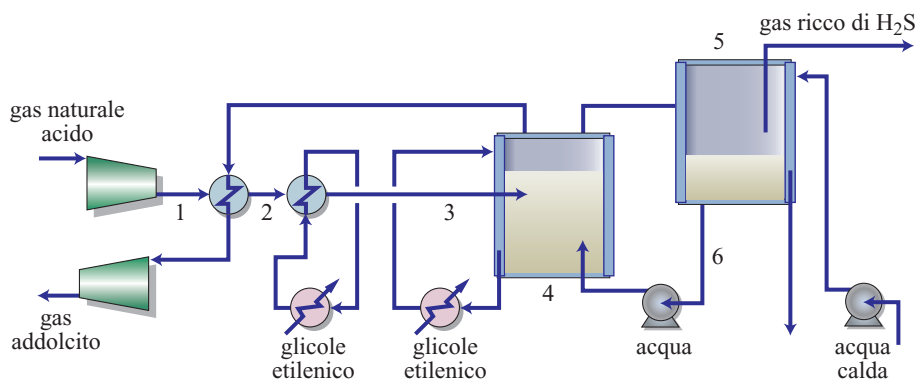 gas ricco di H₂S
5
gas naturale
acido
1
2
3
6
4
gas
addolcito
glicole
etilenico
glicole
etilenico
acqua
acqua
calda